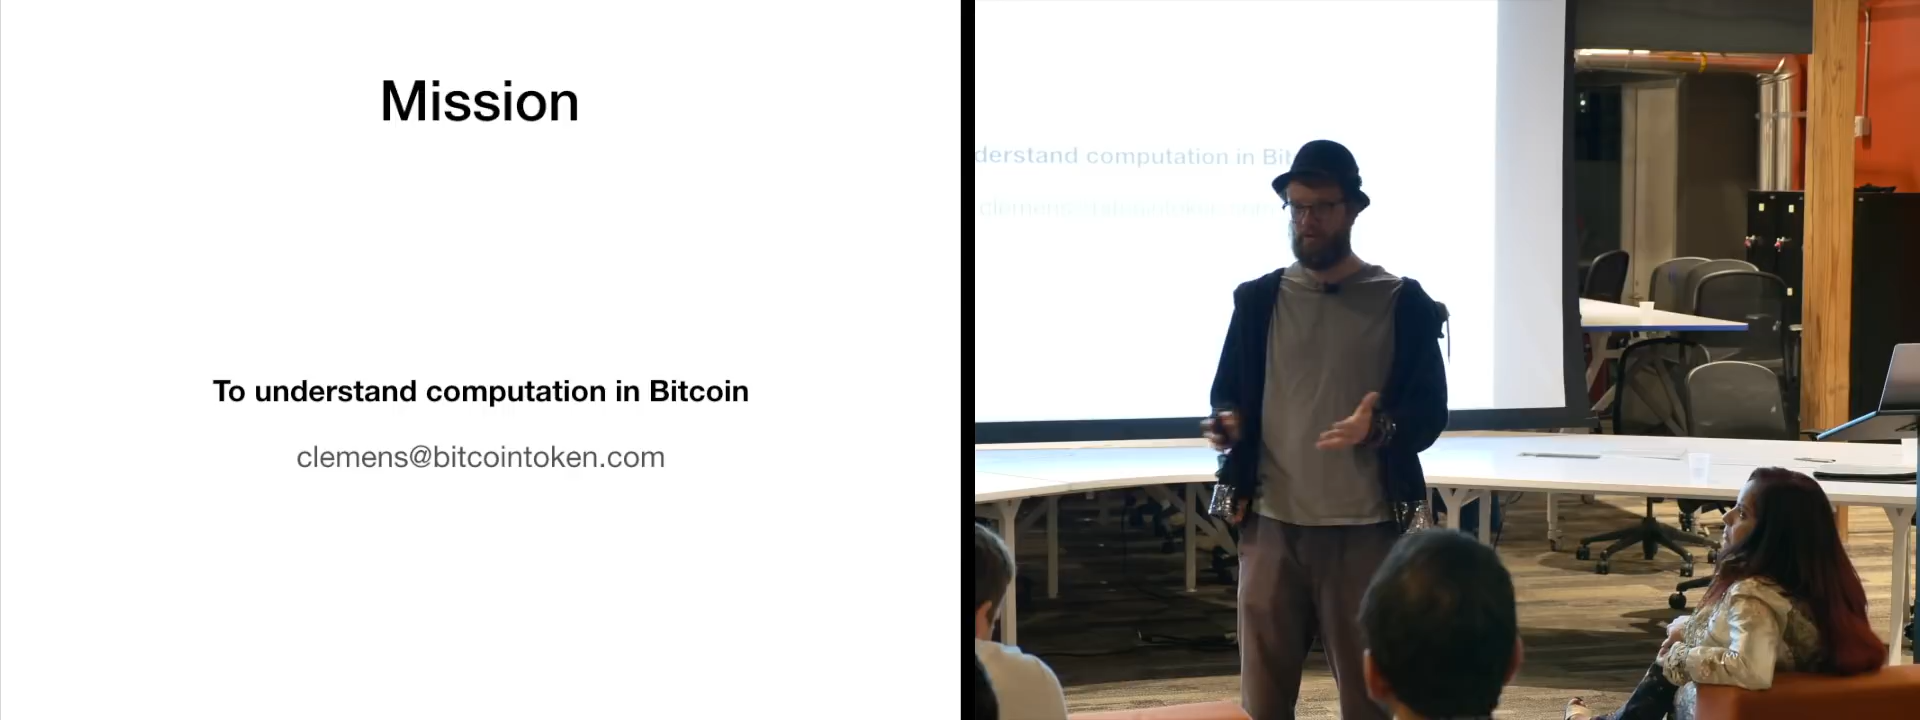 Mission
To understand computation in Bitcoin
clemens@bitcointoken.com
derstand computation in Bit